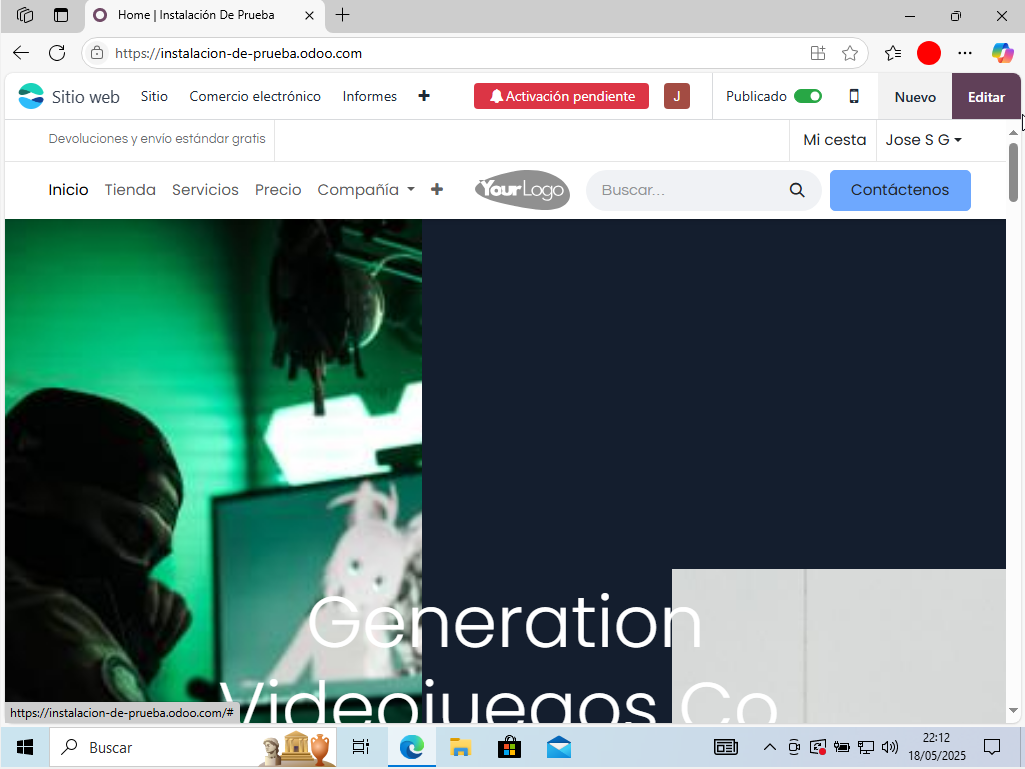 Home | Instalación De Prueba
https://instalacion-de-prueba.odoo.com
Sitio web
Sitio
Comercio electrónico
Informes
Activación pendiente
J
Publicado
Nuevo
Editar
Devoluciones y envío estándar gratis
Mi cesta
Jose S G
Inicio
Tienda
Servicios
Precio
Compañía
YourLogo
Buscar...
Contáctenos
Generation
Videojuegos Co
https://instalacion-de-prueba.odoo.com/#
Buscar
22:12
18/05/2025